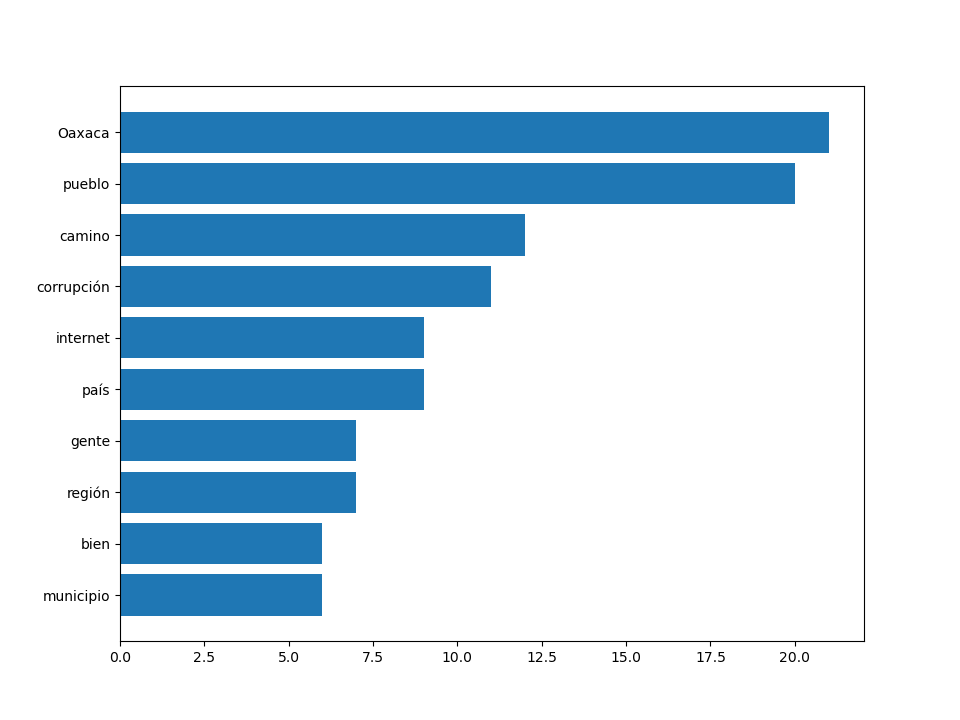 Oaxaca
pueblo
camino
corrupción
internet
país
gente
región
bien
municipio
0.0 2.5 5.0 7.5 10.0 12.5 15.0 17.5 20.0